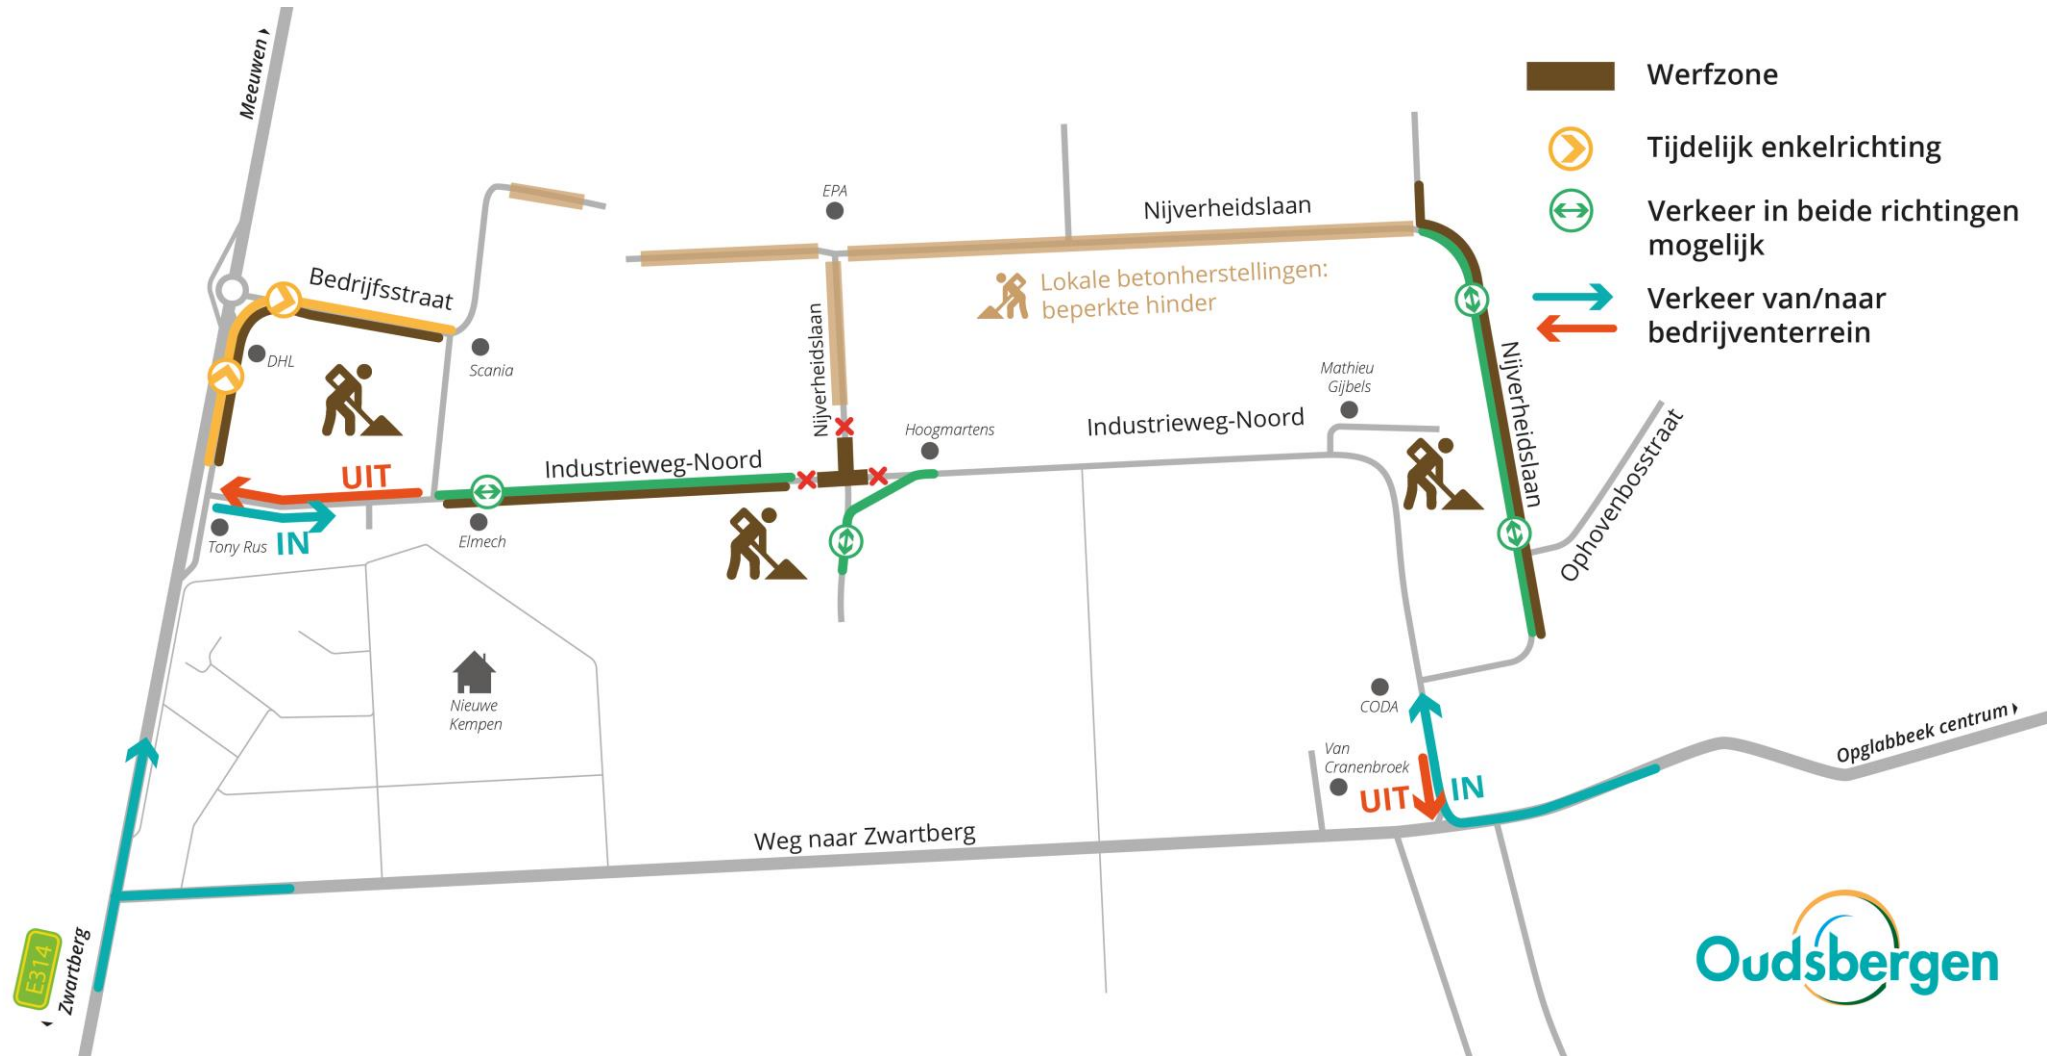 Meeuwen
Werfzone
Tijdelijk enkelrichting
Verkeer in beide richtingen
mogelijk
Verkeer van/naar
bedrijventerrein
EPA
Nijverheidslaan
Bedrijfsstraat
Lokale betonherstellingen:
beperkte hinder
DHL
Scania
Nijverheidslaan
Nijverheidslaan
Mathieu
Gijbels
Hoogmartens
Industrieweg-Noord
Industrieweg-Noord
Ophovenbosstraat
UIT
IN
Tony Rus
Elmech
Nieuwe
Kempen
CODA
Van
Cranenbroek
UIT
IN
Opglabbeek centrum
Weg naar Zwartberg
E314
Zwartberg
Oudsbergen